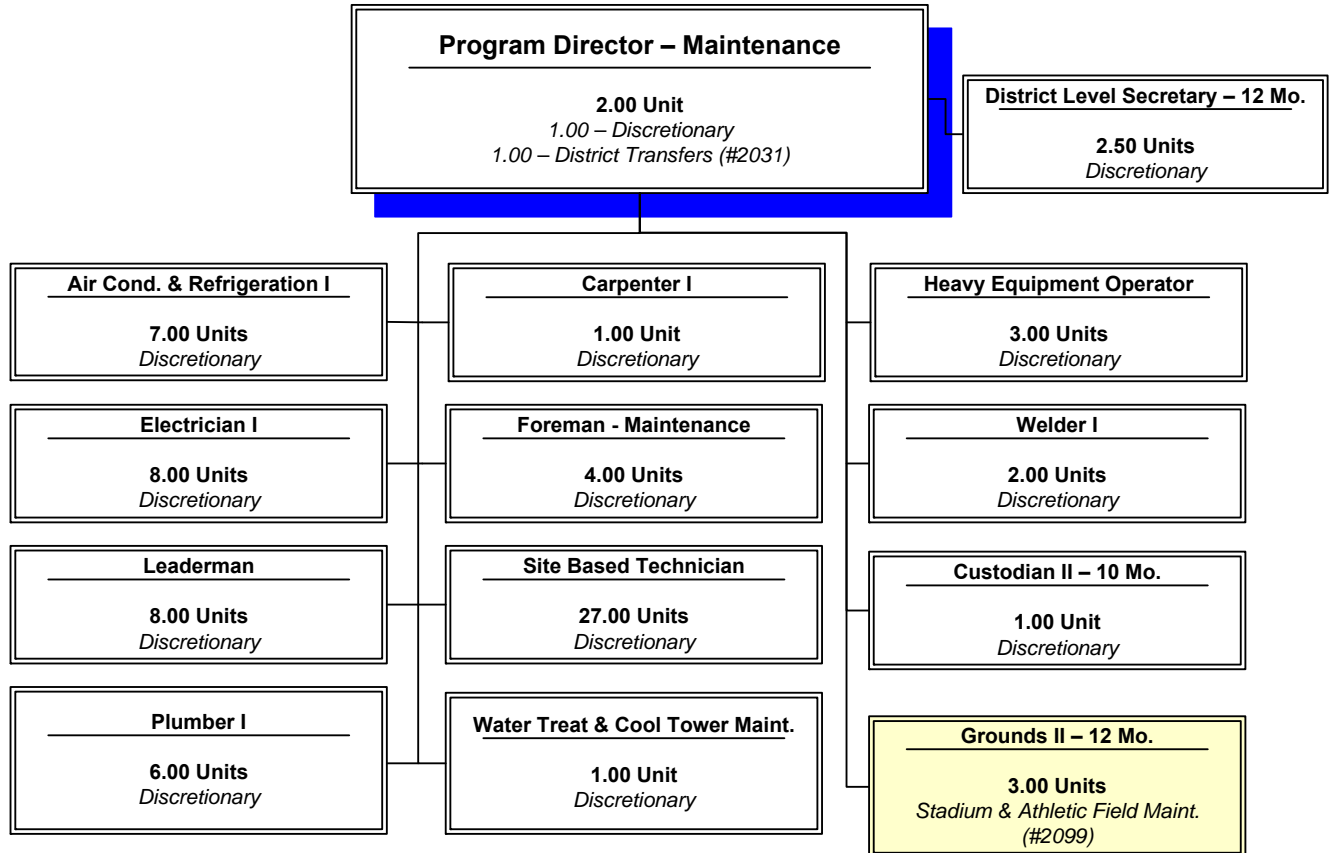 Program Director – Maintenance
2.00 Unit
1.00 – Discretionary
1.00 – District Transfers (#2031)
District Level Secretary – 12 Mo.
2.50 Units
Discretionary
Air Cond. & Refrigeration I
7.00 Units
Discretionary
Carpenter I
1.00 Unit
Discretionary
Heavy Equipment Operator
3.00 Units
Discretionary
Electrician I
8.00 Units
Discretionary
Foreman - Maintenance
4.00 Units
Discretionary
Welder I
2.00 Units
Discretionary
Leaderman
8.00 Units
Discretionary
Site Based Technician
27.00 Units
Discretionary
Custodian II – 10 Mo.
1.00 Unit
Discretionary
Plumber I
6.00 Units
Discretionary
Water Treat & Cool Tower Maint.
1.00 Unit
Discretionary
Grounds II – 12 Mo.
3.00 Units
Stadium & Athletic Field Maint.
(#2099)